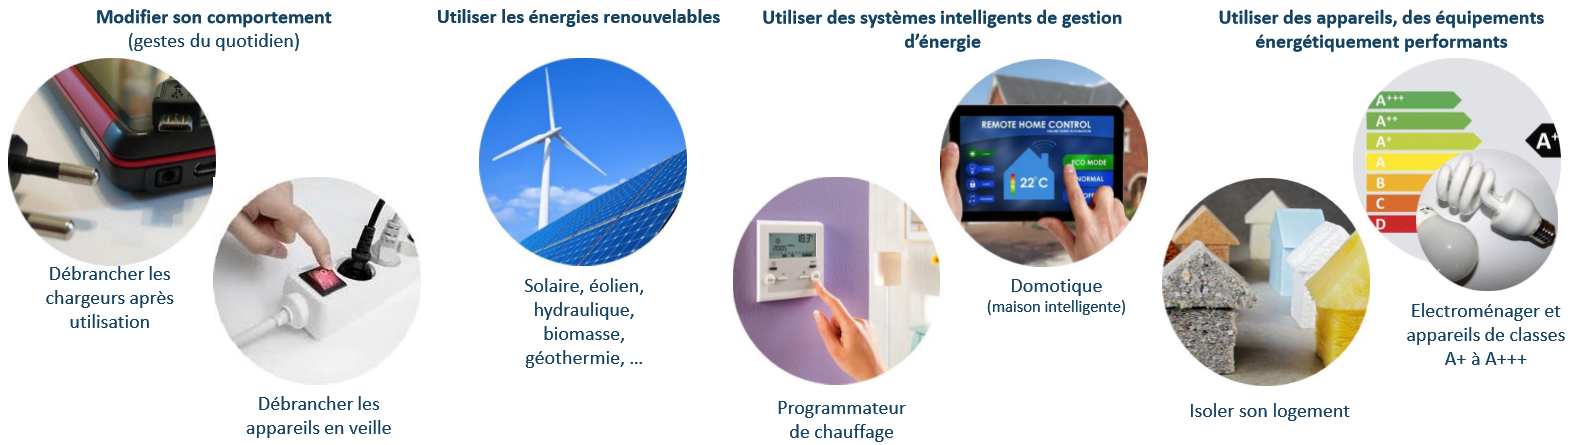 Modifier son comportement
(gestes du quotidien)
Débrancher les
chargeurs après
utilisation
Débrancher les
appareils en veille
Utiliser les énergies renouvelables
Solaire, éolien,
hydraulique,
biomasse,
géothermie, ...
Utiliser des systèmes intelligents de gestion
d’énergie
18.3°
Programmateur
de chauffage
REMOTE HOME CONTROL
ECO MODE
NORMAL
22°C
Domotique
(maison intelligente)
Utiliser des appareils, des équipements
énergétiquement performants
Isoler son logement
A+++
A++
A+
A
B
C
D
A+
Electroménager et
appareils de classes
A+ à A+++